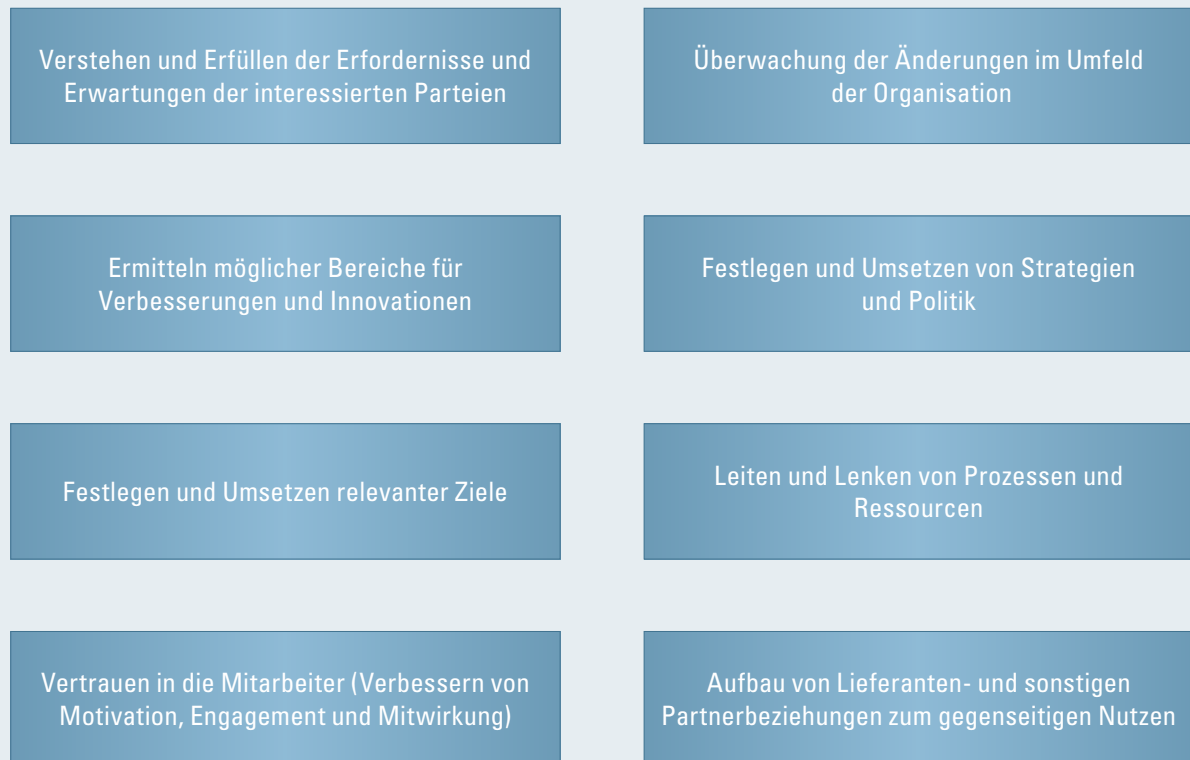 Verstehen und Erfüllen der Erfordernisse und
Erwartungen der interessierten Parteien
Überwachung der Änderungen im Umfeld
der Organisation
Ermitteln möglicher Bereiche für
Verbesserungen und Innovationen
Festlegen und Umsetzen von Strategien
und Politik
Festlegen und Umsetzen relevanter Ziele
Leiten und Lenken von Prozessen und
Ressourcen
Vertrauen in die Mitarbeiter (Verbessern von
Motivation, Engagement und Mitwirkung)
Aufbau von Lieferanten- und sonstigen
Partnerbeziehungen zum gegenseitigen Nutzen